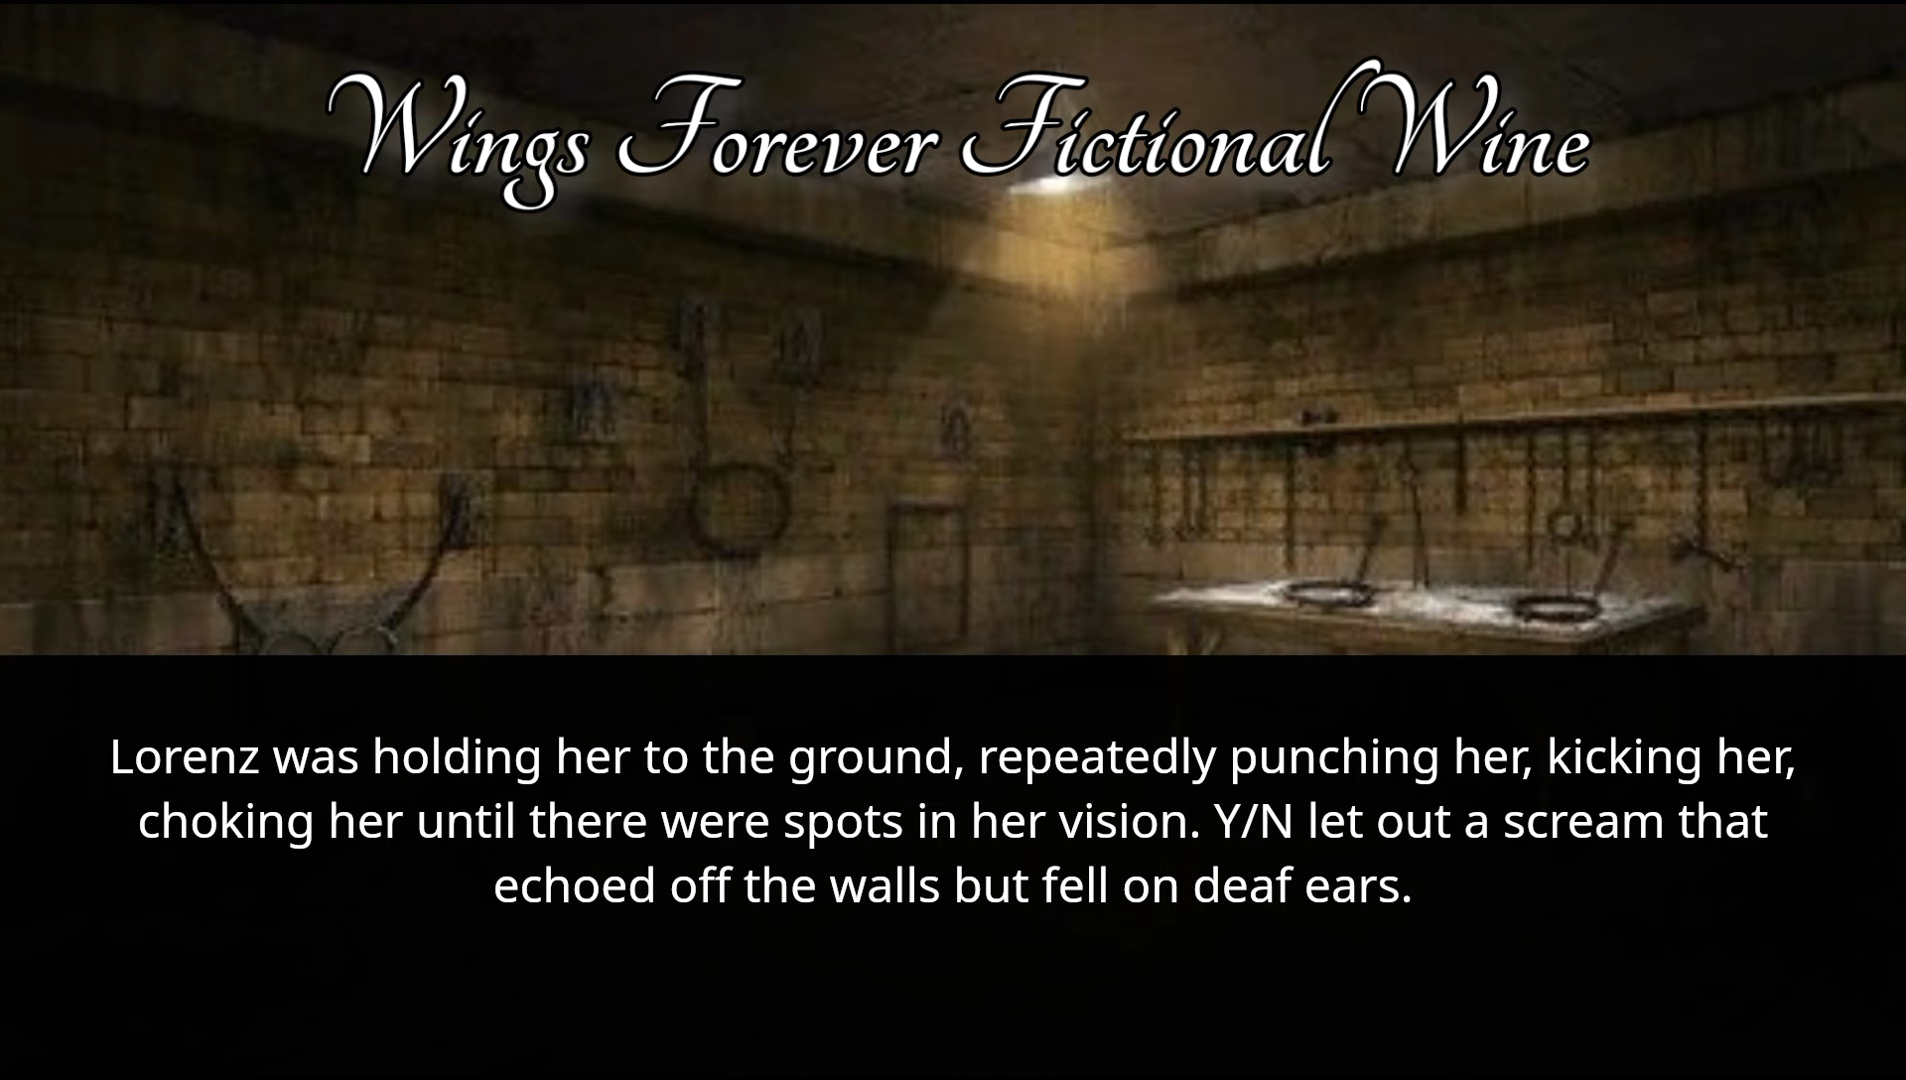 Wings Forever Fictional Wine
Lorenz was holding her to the ground, repeatedly punching her, kicking her,
choking her until there were spots in her vision. Y/N let out a scream that
echoed off the walls but fell on deaf ears.